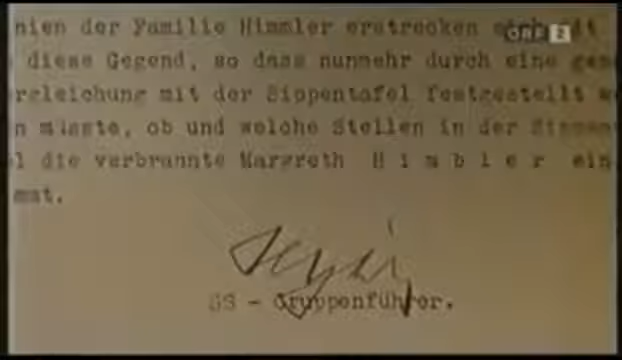 nien der Familie Himmler erstrecken
ORF 2
diese Gegend, so dass nunmehr durch eine gen
rgleichung mit der Sippentafel festgestellt w
n müsste, ob und welche Stellen in der
l die verbrannte Margreth H i m b l e r ein
mmt.
SS - Gruppenführer.